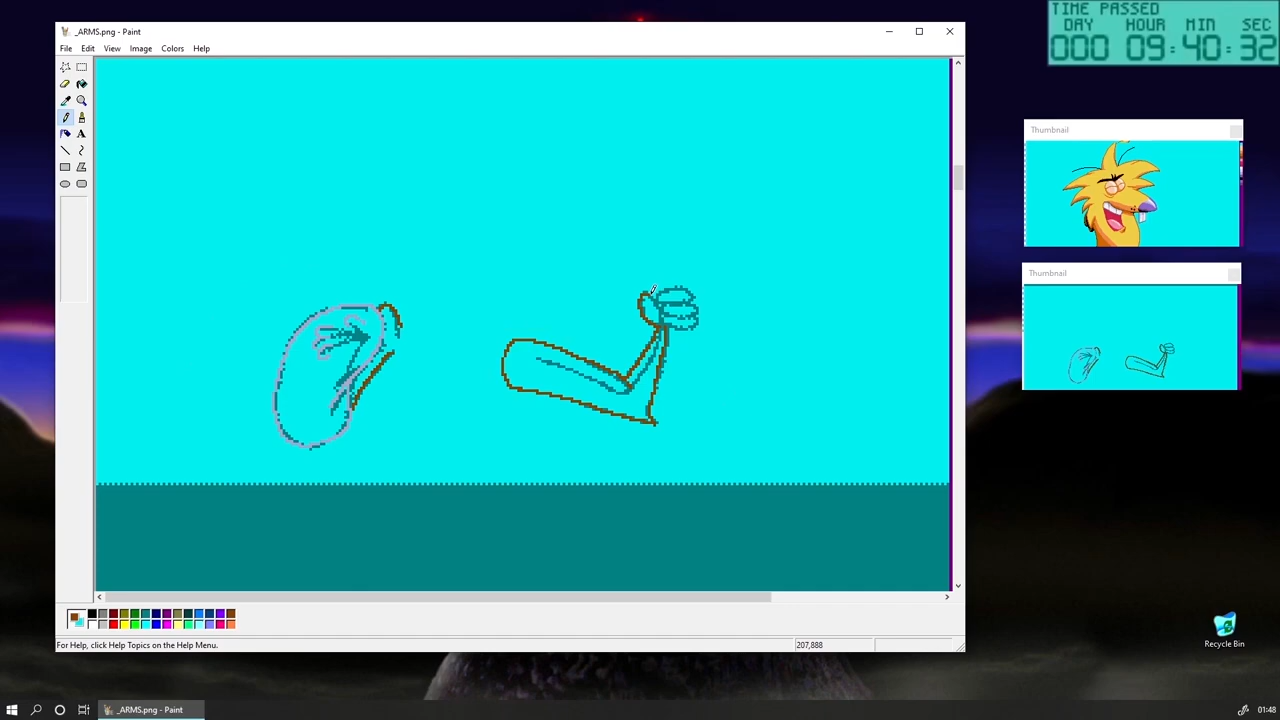 TIME PASSED
DAY HOUR MIN SEC
000 09:40:32
_ARMS.png - Paint
File Edit View Image Colors Help
A
Thumbnail
Thumbnail
For Help, click Help Topics on the Help Menu.
207,888
Recycle Bin
_ARMS.png - Paint
01:48